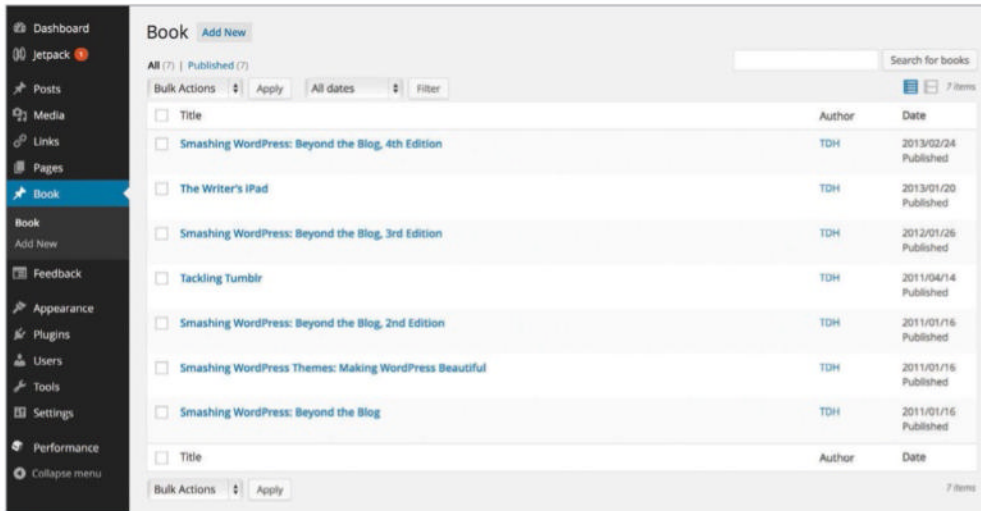 Dashboard
Jetpack 1
Posts
Media
Links
Pages
Book
Book
Add New
Feedback
Appearance
Plugins
Users
Tools
Settings
Performance
Collapse menu
Book Add New
All (7) | Published (7)
Search for books
Bulk Actions Apply All dates Filter
7 items
Title Author Date
Smashing WordPress: Beyond the Blog, 4th Edition TDH 2013/02/24
Published
The Writer's iPad TDH 2013/01/20
Published
Smashing WordPress: Beyond the Blog, 3rd Edition TDH 2012/01/26
Published
Tackling Tumblr TDH 2011/04/14
Published
Smashing WordPress: Beyond the Blog, 2nd Edition TDH 2011/01/16
Published
Smashing WordPress Themes: Making WordPress Beautiful TDH 2011/01/16
Published
Smashing WordPress: Beyond the Blog TDH 2011/01/16
Published
Title Author Date
Bulk Actions Apply
7 items